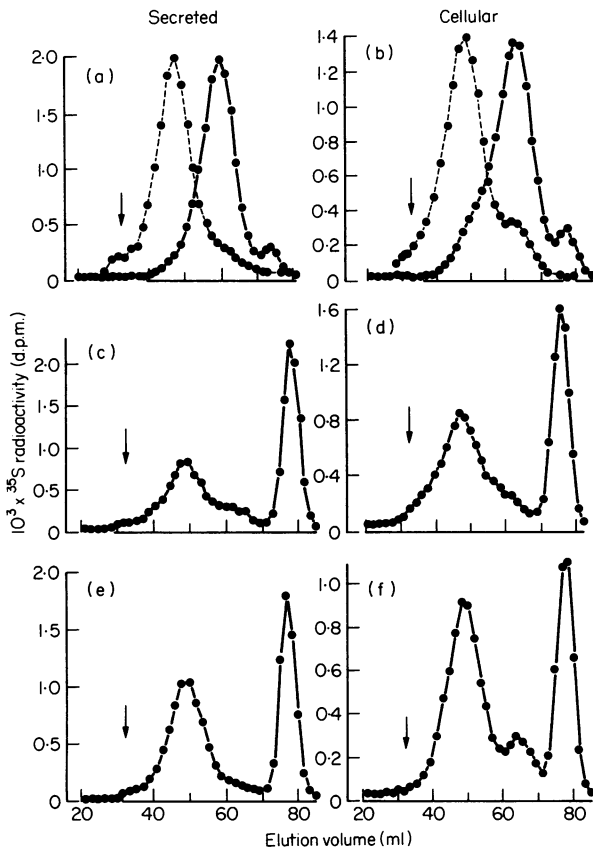 Secreted
Cellular
(a)
2·0
1·5
1·0
0·5
0
(b)
1·4
1·2
1·0
0·8
0·6
0·4
0·2
0
(c)
2·0
1·5
1·0
0·5
0
(d)
1·6
1·2
0·8
0·4
0
(e)
2·0
1·5
1·0
0·5
0
20 40 60 80
(f)
1·0
0·8
0·6
0·4
0·2
0
20 40 60 80
10³ x ³⁵S radioactivity (d.p.m.)
Elution volume (ml)